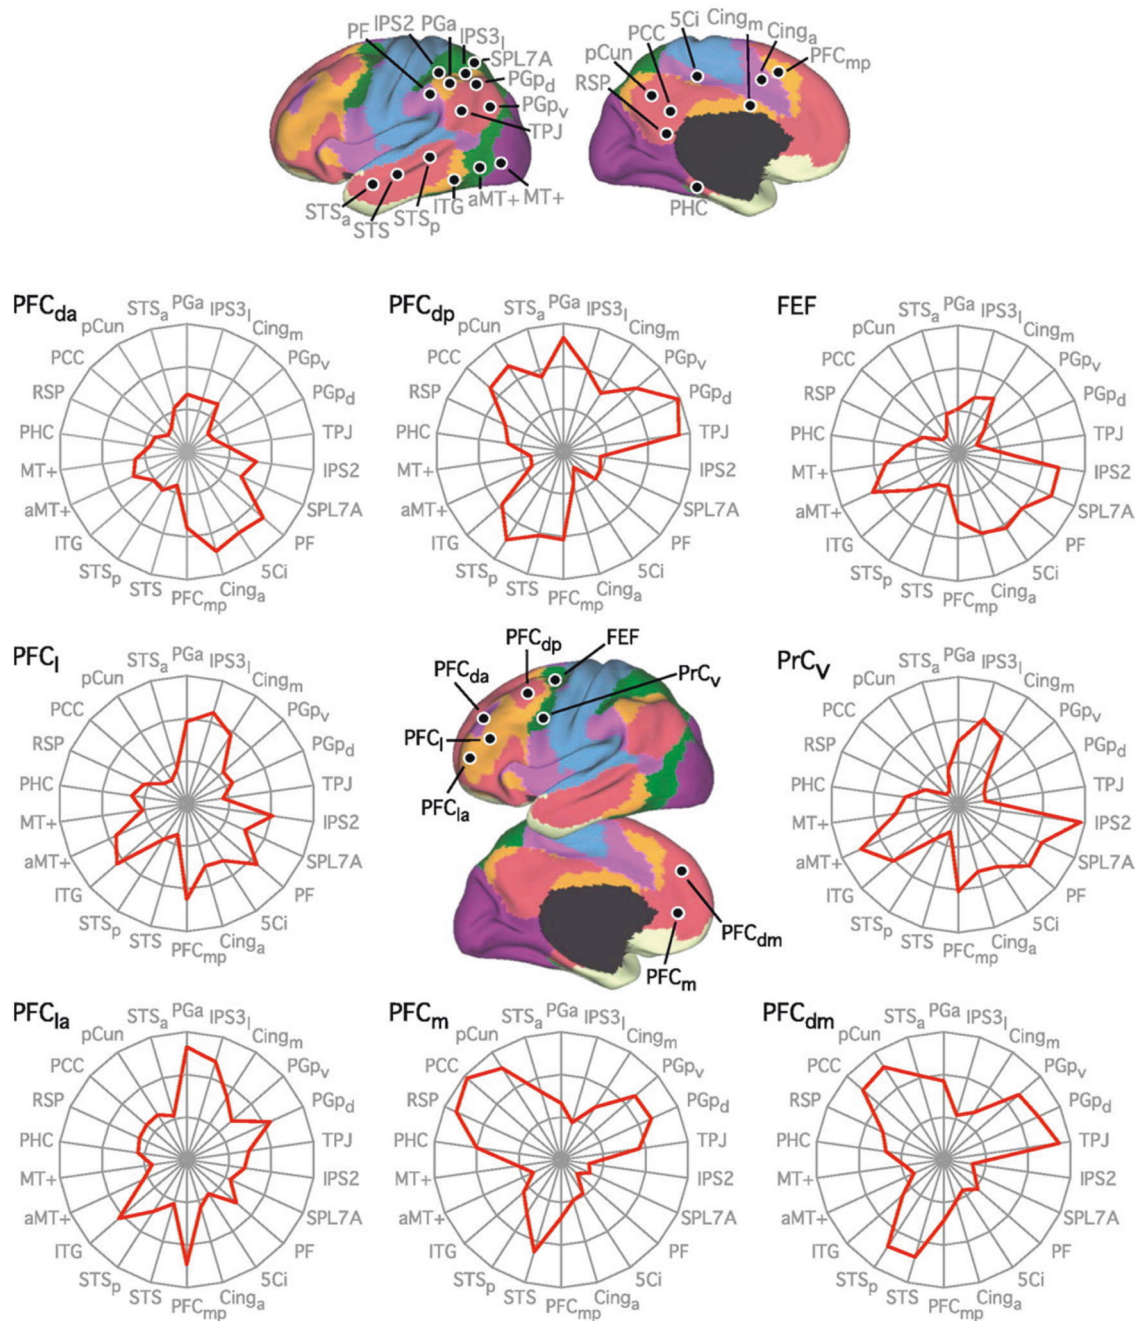 IPS2 PGa
PF IPS3l
SPL7A
PGpd
PGpv
TPJ
STSa STS STSp ITG aMT+ MT+
5Ci Cingm Cinga
PCC PFCmp
pCun
RSP
PHC
PFCda
PGa IPS3l Cingm PGpv PGpd TPJ IPS2 SPL7A PF 5Ci Cinga PFCmp STS STSp ITG aMT+ MT+ PHC RSP PCC pCun STSa
PFCdp
PGa IPS3l Cingm PGpv PGpd TPJ IPS2 SPL7A PF 5Ci Cinga PFCmp STS STSp ITG aMT+ MT+ PHC RSP PCC pCun STSa
FEF
PGa IPS3l Cingm PGpv PGpd TPJ IPS2 SPL7A PF 5Ci Cinga PFCmp STS STSp ITG aMT+ MT+ PHC RSP PCC pCun STSa
PFCl
PGa IPS3l Cingm PGpv PGpd TPJ IPS2 SPL7A PF 5Ci Cinga PFCmp STS STSp ITG aMT+ MT+ PHC RSP PCC pCun STSa
PFCdp FEF
PFCda PrCv
PFCl
PFCla
PFCdm
PFCm
PrCv
PGa IPS3l Cingm PGpv PGpd TPJ IPS2 SPL7A PF 5Ci Cinga PFCmp STS STSp ITG aMT+ MT+ PHC RSP PCC pCun STSa
PFCla
PGa IPS3l Cingm PGpv PGpd TPJ IPS2 SPL7A PF 5Ci Cinga PFCmp STS STSp ITG aMT+ MT+ PHC RSP PCC pCun STSa
PFCm
PGa IPS3l Cingm PGpv PGpd TPJ IPS2 SPL7A PF 5Ci Cinga PFCmp STS STSp ITG aMT+ MT+ PHC RSP PCC pCun STSa
PFCdm
PGa IPS3l Cingm PGpv PGpd TPJ IPS2 SPL7A PF 5Ci Cinga PFCmp STS STSp ITG aMT+ MT+ PHC RSP PCC pCun STSa